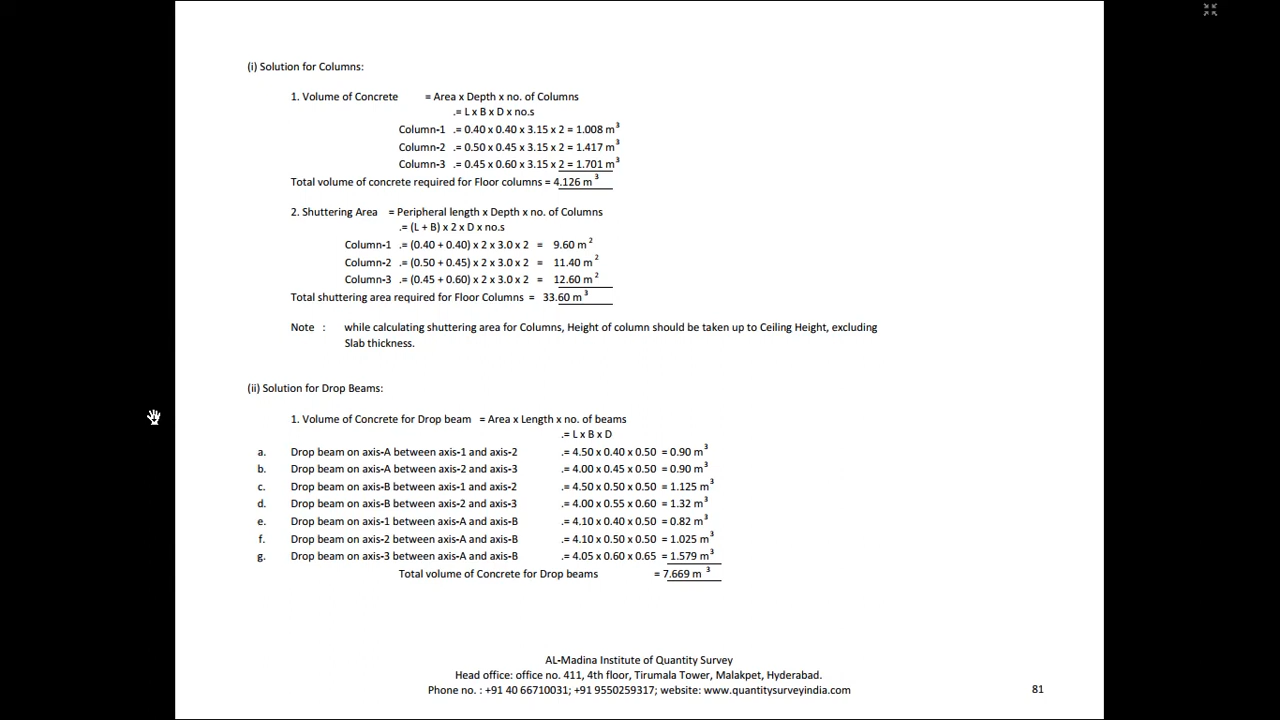 (i) Solution for Columns:
1. Volume of Concrete = Area x Depth x no. of Columns
.= L x B x D x no.s
Column-1 .= 0.40 x 0.40 x 3.15 x 2 = 1.008 m³
Column-2 .= 0.50 x 0.45 x 3.15 x 2 = 1.417 m³
Column-3 .= 0.45 x 0.60 x 3.15 x 2 = 1.701 m³
Total volume of concrete required for Floor columns = 4.126 m³
2. Shuttering Area = Peripheral length x Depth x no. of Columns
.= (L + B) x 2 x D x no.s
Column-1 .= (0.40 + 0.40) x 2 x 3.0 x 2 = 9.60 m²
Column-2 .= (0.50 + 0.45) x 2 x 3.0 x 2 = 11.40 m²
Column-3 .= (0.45 + 0.60) x 2 x 3.0 x 2 = 12.60 m²
Total shuttering area required for Floor Columns = 33.60 m³
Note : while calculating shuttering area for Columns, Height of column should be taken up to Ceiling Height, excluding
Slab thickness.
(ii) Solution for Drop Beams:
1. Volume of Concrete for Drop beam = Area x Length x no. of beams
.= L x B x D
a. Drop beam on axis-A between axis-1 and axis-2 .= 4.50 x 0.40 x 0.50 = 0.90 m³
b. Drop beam on axis-A between axis-2 and axis-3 .= 4.00 x 0.45 x 0.50 = 0.90 m³
c. Drop beam on axis-B between axis-1 and axis-2 .= 4.50 x 0.50 x 0.50 = 1.125 m³
d. Drop beam on axis-B between axis-2 and axis-3 .= 4.00 x 0.55 x 0.60 = 1.32 m³
e. Drop beam on axis-1 between axis-A and axis-B .= 4.10 x 0.40 x 0.50 = 0.82 m³
f. Drop beam on axis-2 between axis-A and axis-B .= 4.10 x 0.50 x 0.50 = 1.025 m³
g. Drop beam on axis-3 between axis-A and axis-B .= 4.05 x 0.60 x 0.65 = 1.579 m³
Total volume of Concrete for Drop beams = 7.669 m³
AL-Madina Institute of Quantity Survey
Head office: office no. 411, 4th floor, Tirumala Tower, Malakpet, Hyderabad.
Phone no. : +91 40 66710031; +91 9550259317; website: www.quantitysurveyindia.com
81